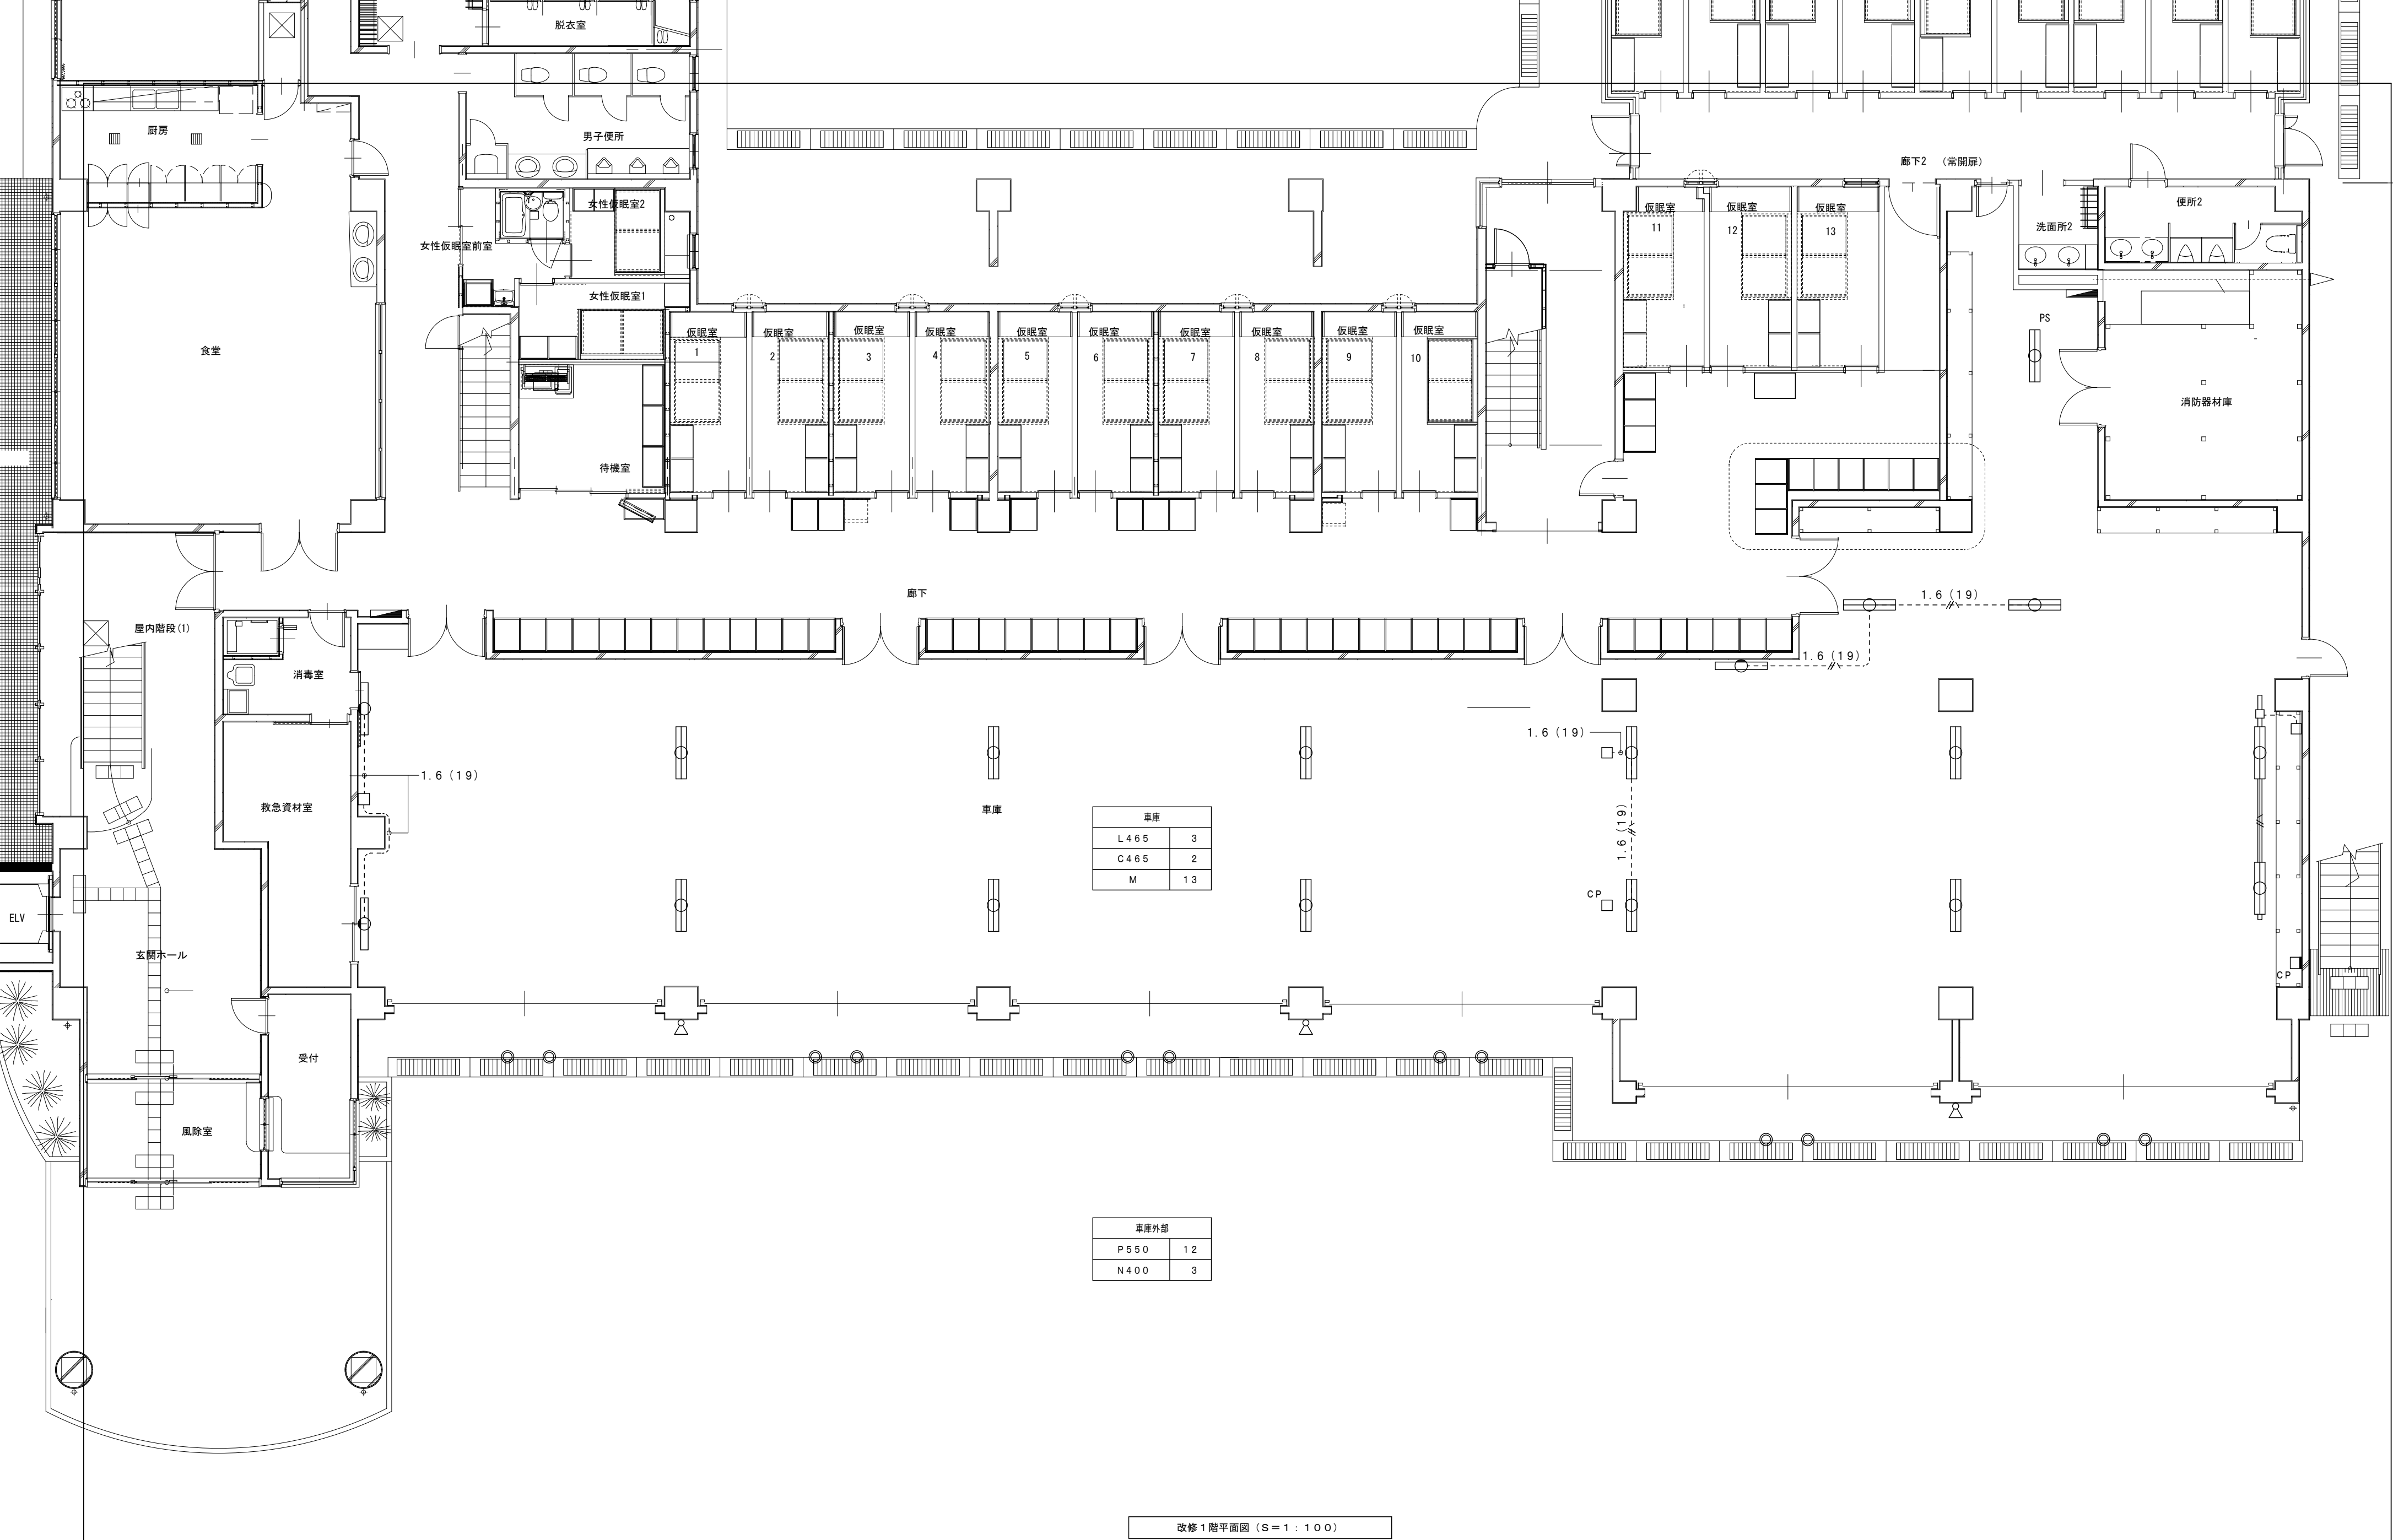 脱衣室
厨房
男子便所
廊下2 （常開扉）
女性仮眠室2
仮眠室
11
仮眠室
12
仮眠室
13
便所2
洗面所2
女性仮眠室前室
女性仮眠室1
PS
食堂
仮眠室
1
仮眠室
2
仮眠室
3
仮眠室
4
仮眠室
5
仮眠室
6
仮眠室
7
仮眠室
8
仮眠室
9
仮眠室
10
消防器材庫
待機室
廊下
1.6（19）
屋内階段(1)
1.6（19）
消毒室
1.6（19）
1.6（19）
救急資材室
車庫
1.6（19）
車庫
L465 3
C465 2
M 13
CP
ELV
玄関ホール
CP
受付
風除室
車庫外部
P550 12
N400 3
改修１階平面図（S＝１：１００）